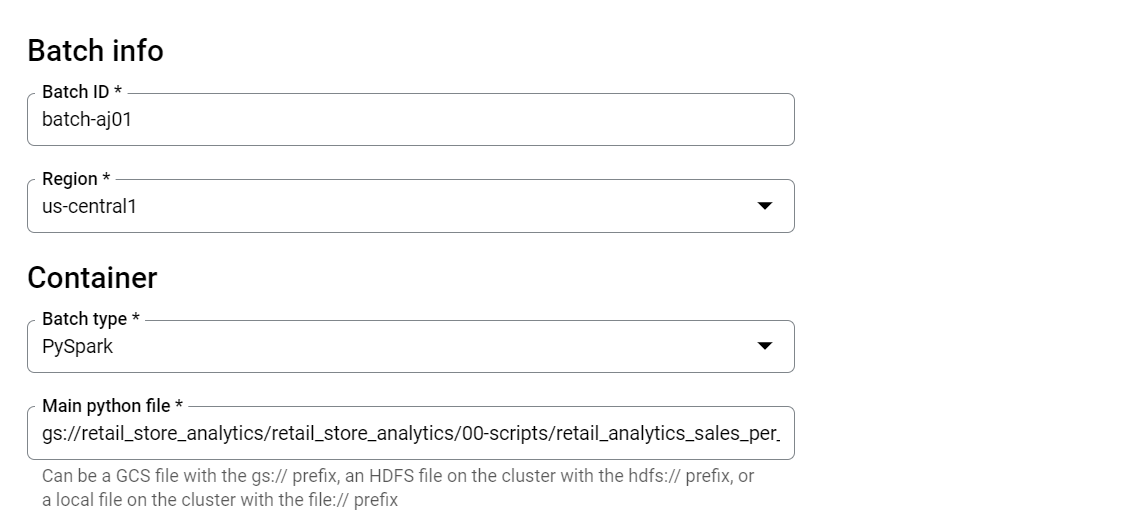 Batch info
Batch ID *
batch-aj01
Region *
us-central1
Container
Batch type *
PySpark
Main python file *
gs://retail_store_analytics/retail_store_analytics/00-scripts/retail_analytics_sales_per_
Can be a GCS file with the gs:// prefix, an HDFS file on the cluster with the hdfs:// prefix, or
a local file on the cluster with the file:// prefix